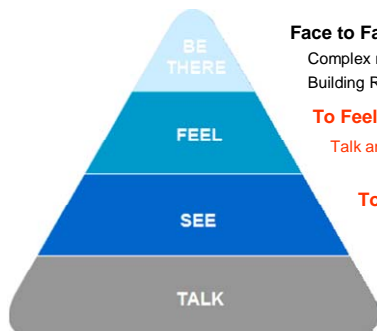 BE
THERE
Face to Fa
Complex
Building R
To Feel
FEEL
Talk an
To
SEE
TALK